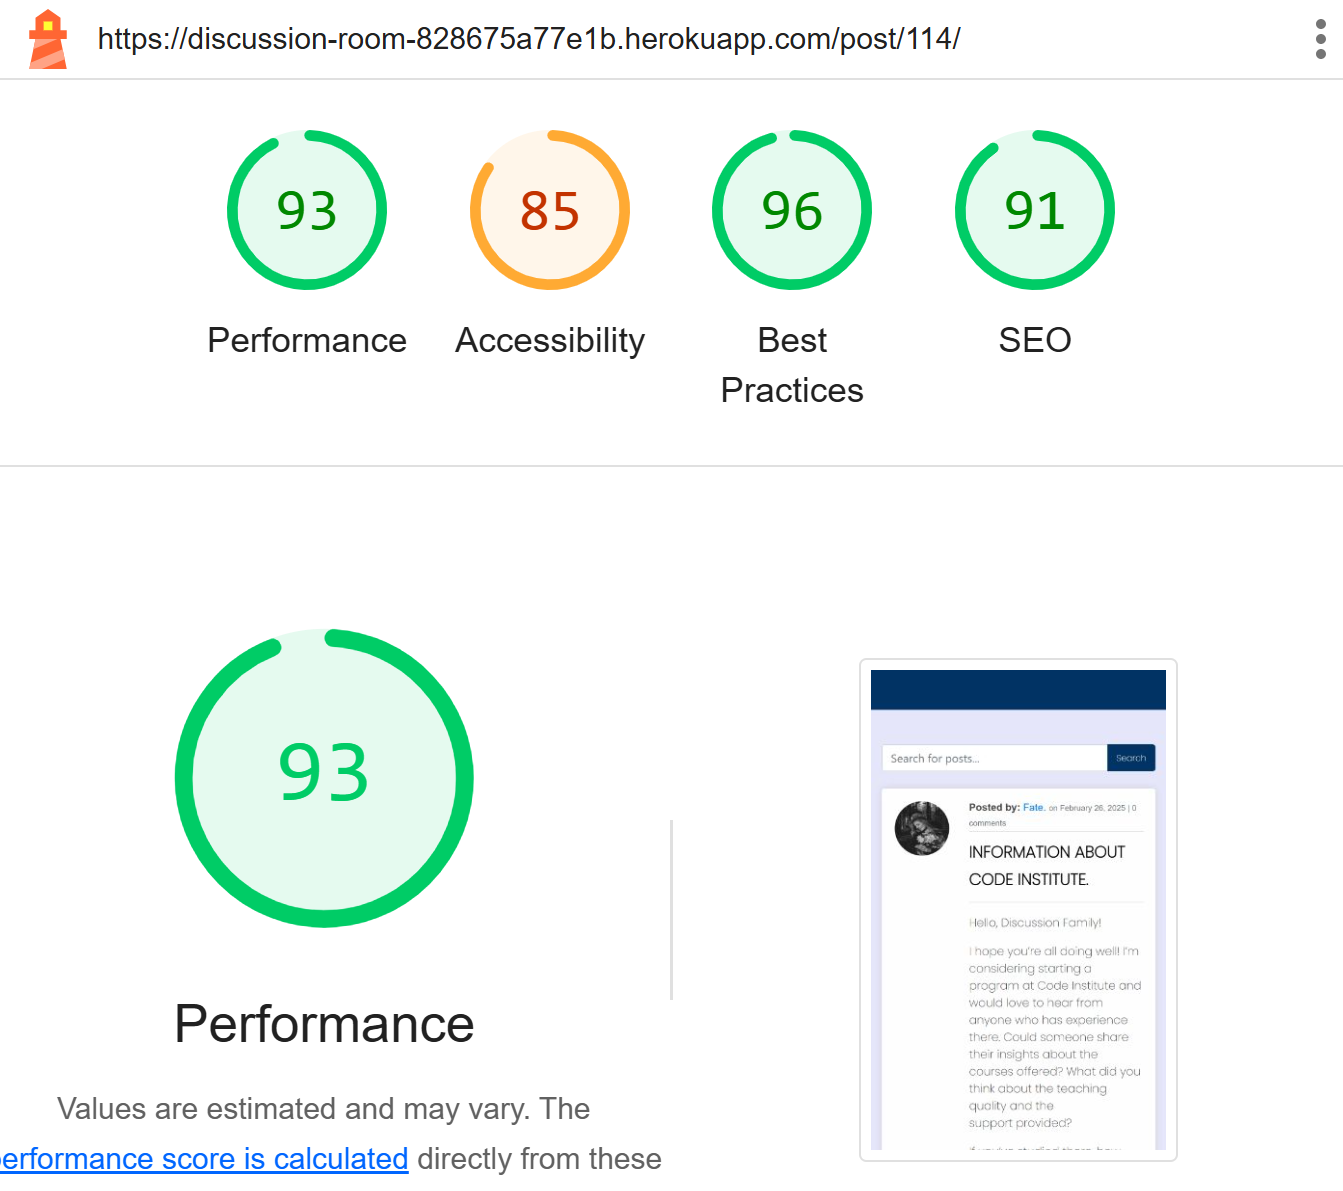 https://discussion-room-828675a77e1b.herokuapp.com/post/114/
93
85
96
91
Performance
Accessibility
Best
Practices
SEO
93
Performance
Values are estimated and may vary. The
performance score is calculated directly from these
Search for posts...
Search
Posted by: Fate. on February 26, 2025 | 0
comments
INFORMATION ABOUT
CODE INSTITUTE.
Hello, Discussion Family!
I hope you're all doing well! I'm
considering starting a
program at Code Institute and
would love to hear from
anyone who has experience
there. Could someone share
their insights about the
courses offered? What did you
think about the teaching
quality and the
support provided?